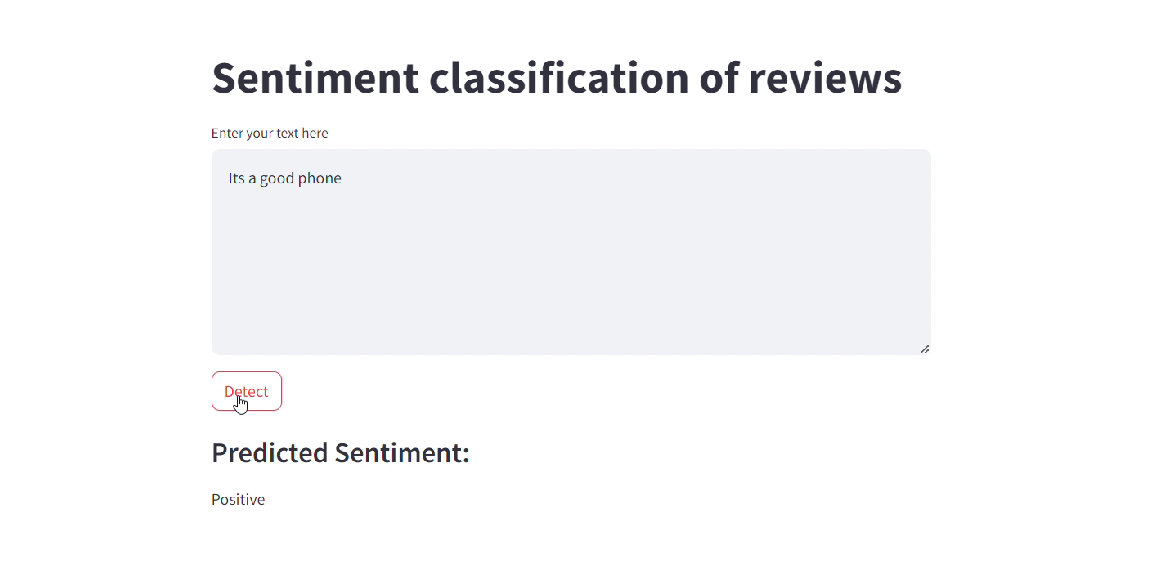 Sentiment classification of reviews
Enter your text here
Its a good phone
Detect
Predicted Sentiment:
Positive